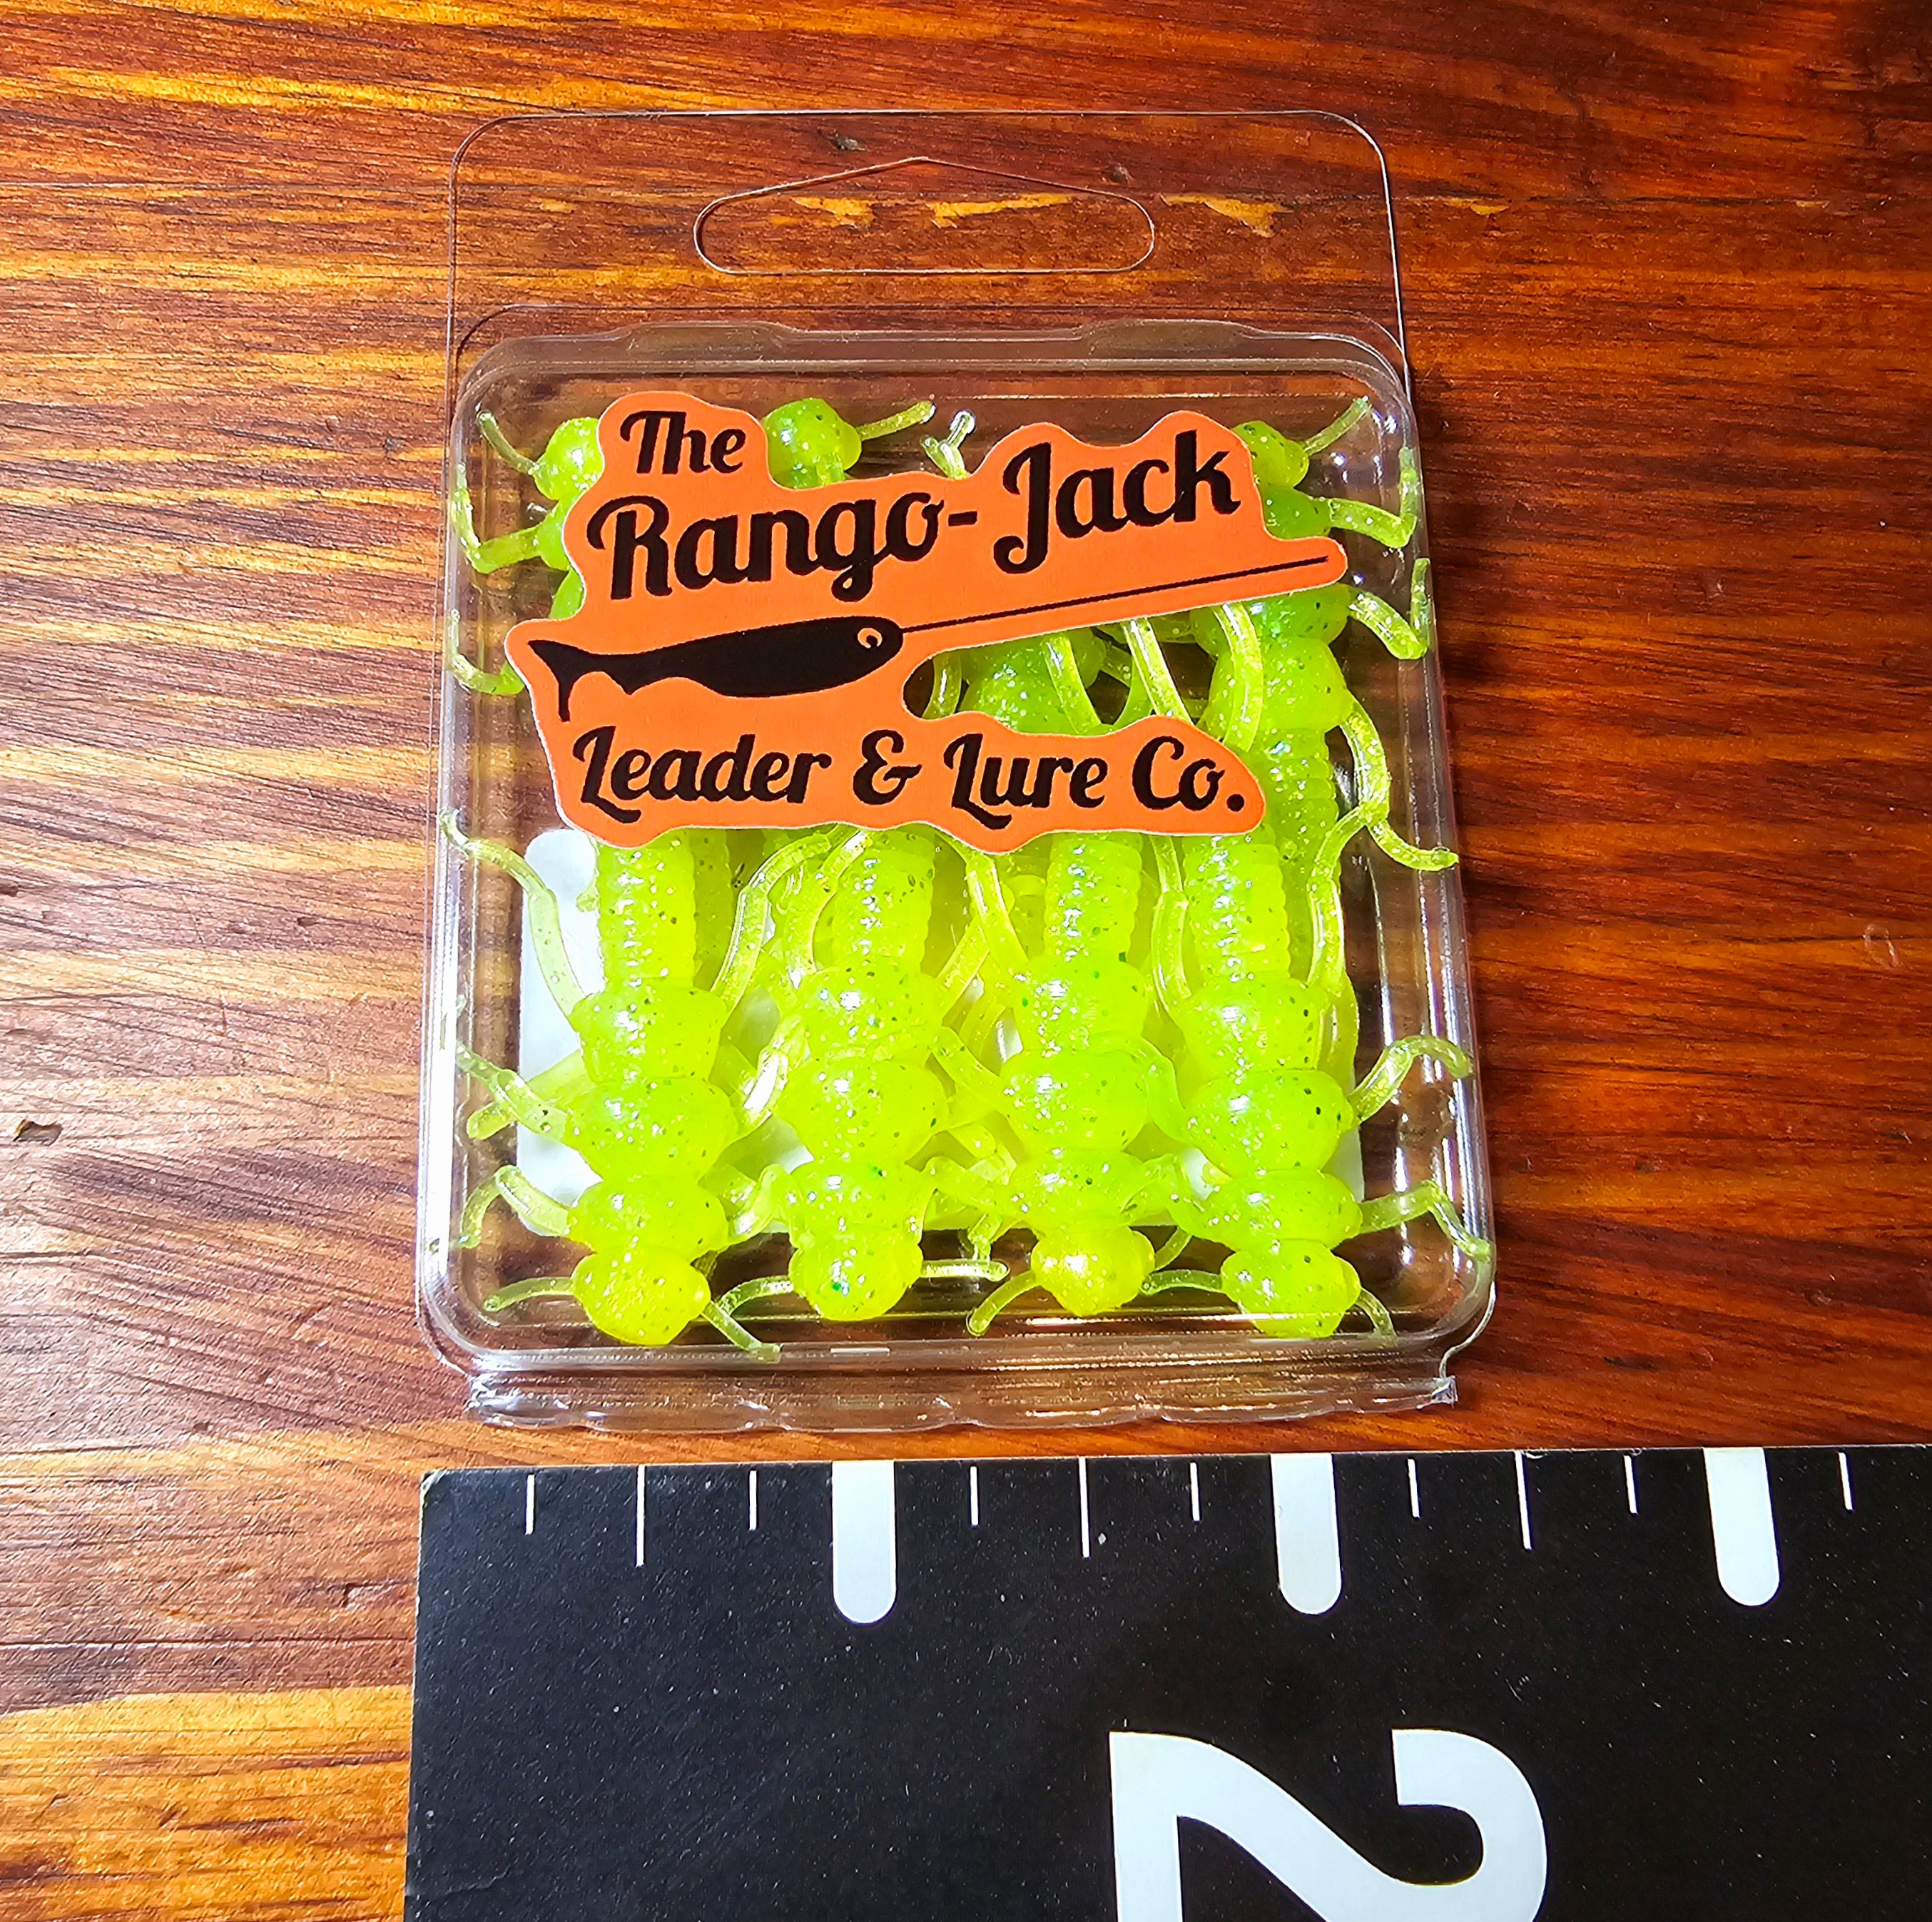 The
Rango-Jack
Leader & Lure Co.
2